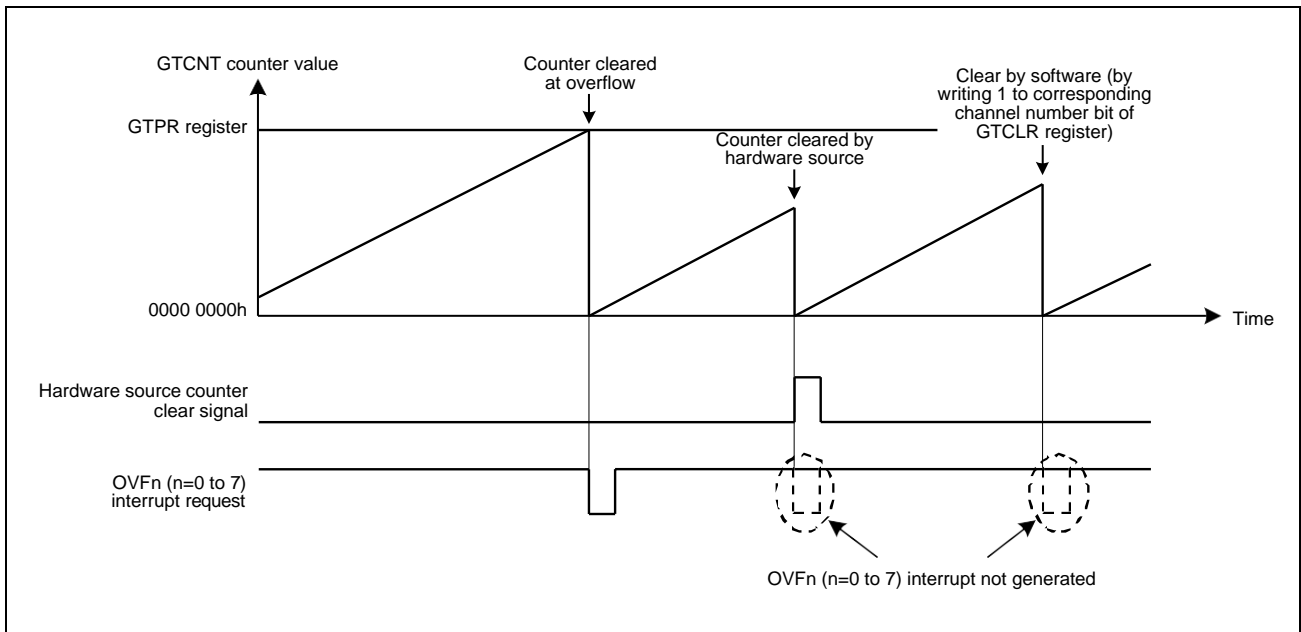 GTCNT counter value
Counter cleared
at overflow
Clear by software (by
writing 1 to corresponding
channel number bit of
GTCLR register)
GTPR register
Counter cleared by
hardware source
0000 0000h
Time
Hardware source counter
clear signal
OVFn (n=0 to 7)
interrupt request
OVFn (n=0 to 7) interrupt not generated